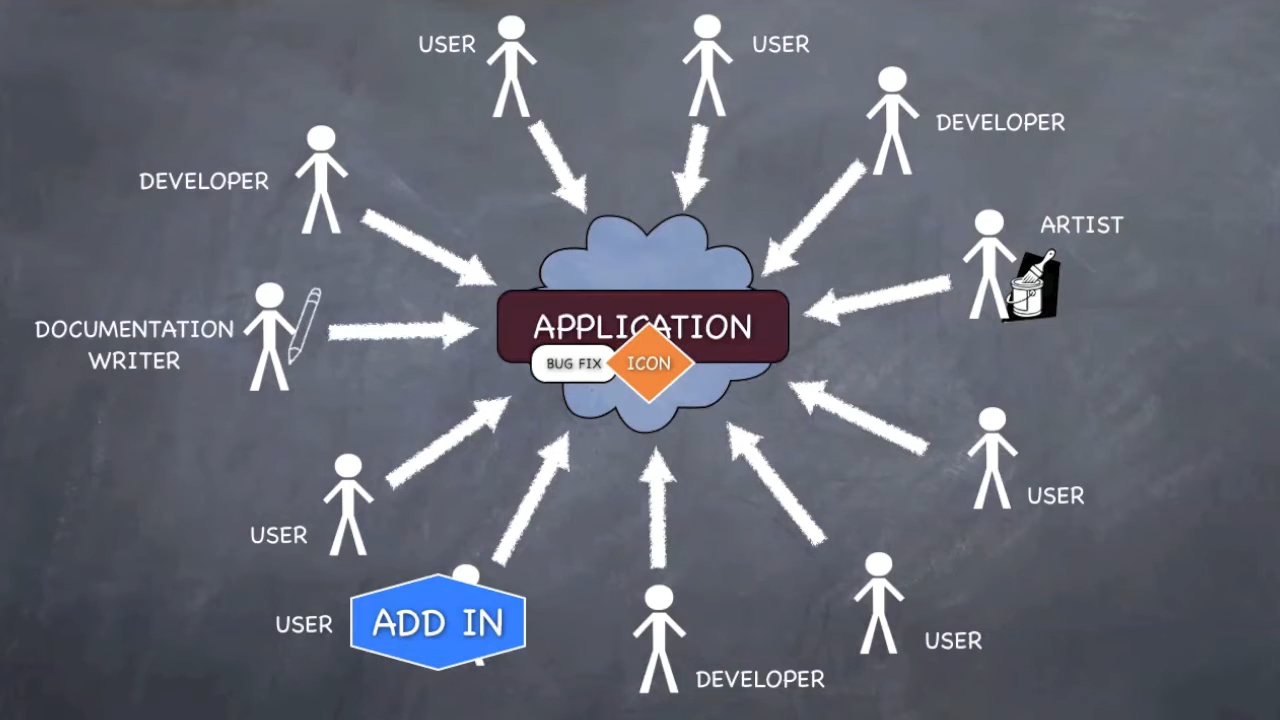 USER
USER
DEVELOPER
DEVELOPER
ARTIST
DOCUMENTATION
WRITER
APPLICATION
BUG FIX
ICON
USER
USER
USER
ADD IN
USER
DEVELOPER